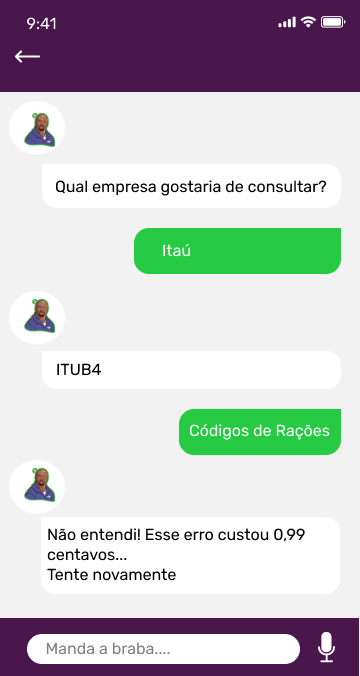 9:41
Qual empresa gostaria de consultar?
Itaú
ITUB4
Códigos de Rações
Não entendi! Esse erro custou 0,99
centavos...
Tente novamente
Manda a braba....